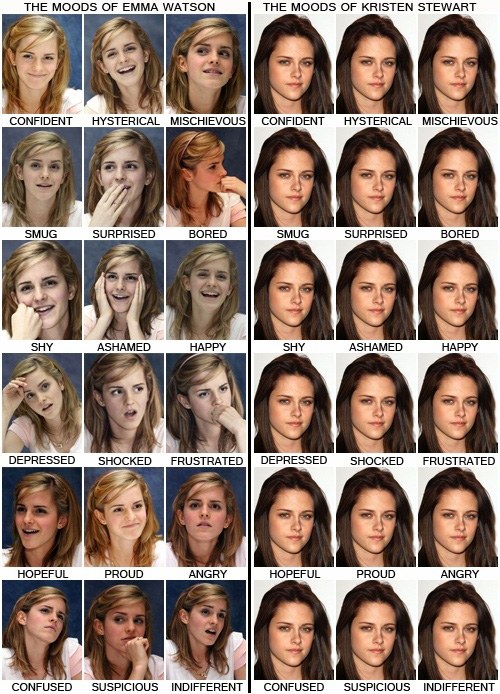 THE MOODS OF EMMA WATSON
CONFIDENT HYSTERICAL MISCHIEVOUS
SMUG SURPRISED BORED
SHY ASHAMED HAPPY
DEPRESSED SHOCKED FRUSTRATED
HOPEFUL PROUD ANGRY
CONFUSED SUSPICIOUS INDIFFERENT
THE MOODS OF KRISTEN STEWART
CONFIDENT HYSTERICAL MISCHIEVOUS
SMUG SURPRISED BORED
SHY ASHAMED HAPPY
DEPRESSED SHOCKED FRUSTRATED
HOPEFUL PROUD ANGRY
CONFUSED SUSPICIOUS INDIFFERENT